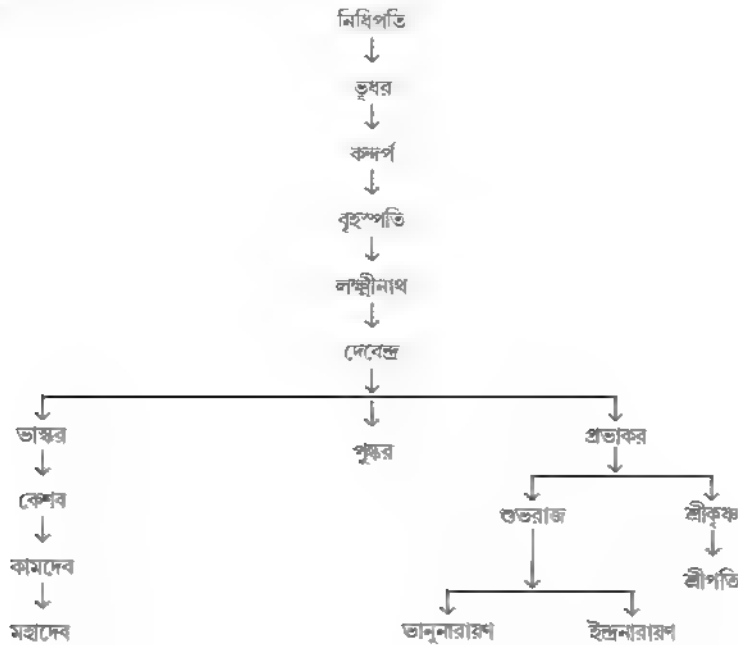 নিধিপতি
ভূধর
কন্দর্প
বৃহস্পতি
লক্ষ্মীনাথ
দেবেন্দ্র
ভাস্কর
পুষ্কর
প্রভাকর
কেশব
শুভরাজ
শ্রীকৃষ্ণ
কামদেব
শ্রীপতি
মহাদেব
ভানুনারায়ণ
ইন্দ্রনারায়ণ